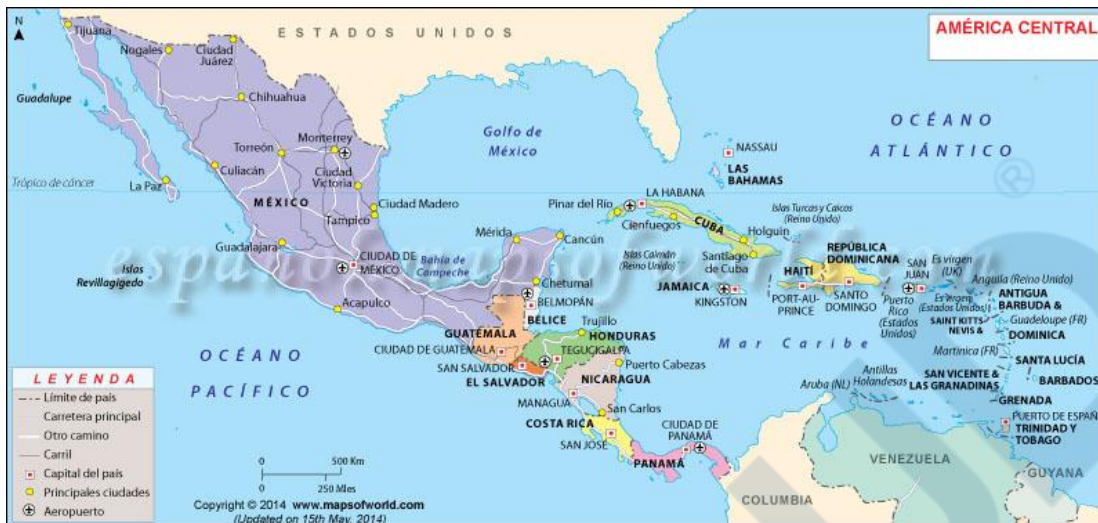 N
AMÉRICA CENTRAL
ESTADOS UNIDOS
Tijuana
Nogales
Ciudad
Juárez
Guadalupe
Chihuahua
Golfo de
México
OCÉANO
ATLÁNTICO
Monterrey
Torreón
NASSAU
LAS
BAHAMAS
Culiacán
Ciudad
Victoria
Trópico de cáncer
La Paz
MÉXICO
Ciudad Madero
Tampico
LA HABANA
Pinar del Río
Cienfuegos
CUBA
Holguin
Islas Turcas y Caicos
(Reino Unido)
Mérida
Cancún
Guadalajara
CIUDAD DE
MÉXICO
Bahía de
Campeche
Islas Caimán
(Reino Unido)
Santiago
de Cuba
REPÚBLICA
DOMINICANA
HAITÍ
SAN
JUAN
Es virgen
(UK)
Islas
Revillagigedo
Chetumal
JAMAICA
KINGSTON
PORT-AU-
PRINCE
SANTO
DOMINGO
Puerto
Rico
(Estados
Unidos)
Es virgen
(Estados Unidos)
Anguila (Reino Unido)
ANTIGUA
BARBUDA &
SAINT KITTS
NEVIS &
Guadeloupe (FR)
DOMINICA
Acapulco
BELMOPÁN
BELICE
Trujillo
GUATEMALA
HONDURAS
Mar Caribe
Martinica (FR)
SANTA LUCÍA
CIUDAD DE GUATEMALA
TEGUCIGALPA
Puerto Cabezas
SAN SALVADOR
EL SALVADOR
NICARAGUA
OCÉANO
PACÍFICO
Aruba (NL)
Antillas
Holandesas
SAN VICENTE &
LAS GRANADINAS
BARBADOS
MANAGUA
San Carlos
GRENADA
COSTA RICA
CIUDAD DE
PANAMÁ
PUERTO DE ESPAÑ
TRINIDAD Y
TOBAGO
SAN JOSÉ
PANAMÁ
VENEZUELA
GUYANA
COLUMBIA
LEYENDA
Límite de país
Carretera principal
Otro camino
Carril
Capital del país
Principales ciudades
Aeropuerto
0 500 Km
0 250 Mles
Copyright © 2014 www.mapsofworld.com
(Updated on 15th May, 2014)
®